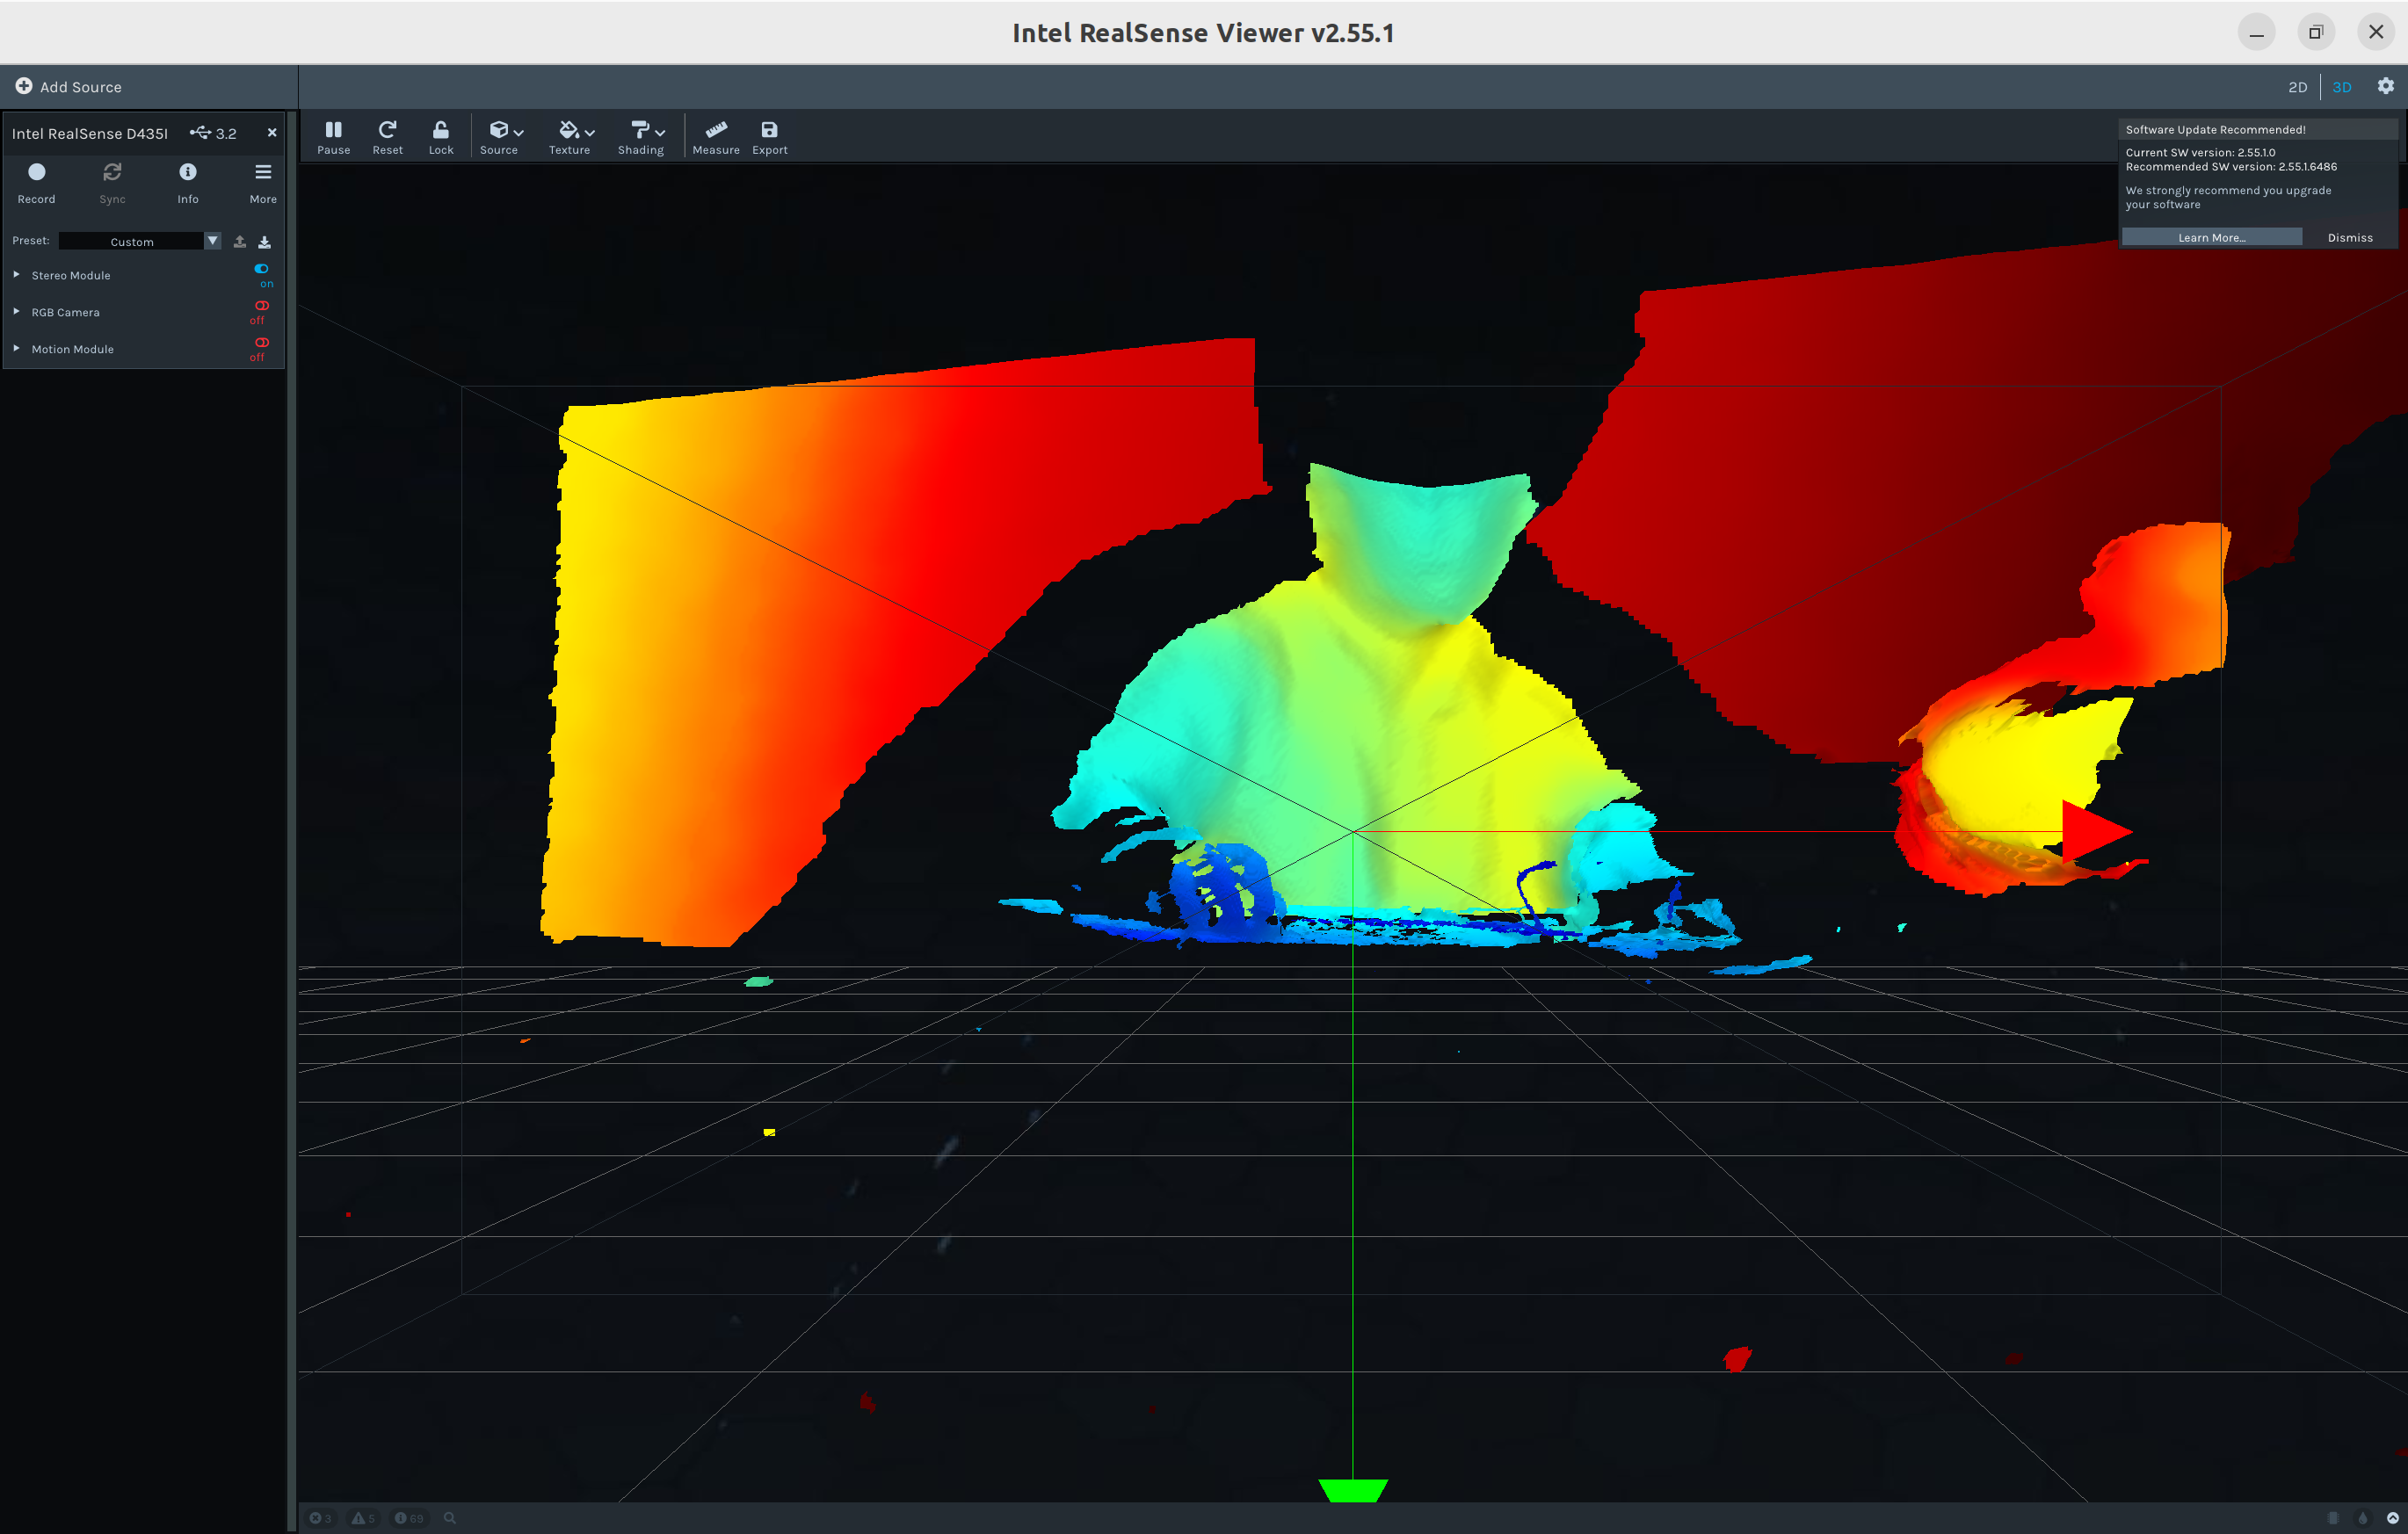 Intel RealSense Viewer v2.55.1
Add Source
2D
3D
Intel RealSense D435I
3.2
Record
Sync
Info
More
Preset:
Custom
Stereo Module
on
RGB Camera
off
Motion Module
off
Pause
Reset
Lock
Source
Texture
Shading
Measure
Export
Software Update Recommended!
Current SW version: 2.55.1.0
Recommended SW version: 2.55.1.6486
We strongly recommend you upgrade
your software
Learn More...
Dismiss
3
5
69